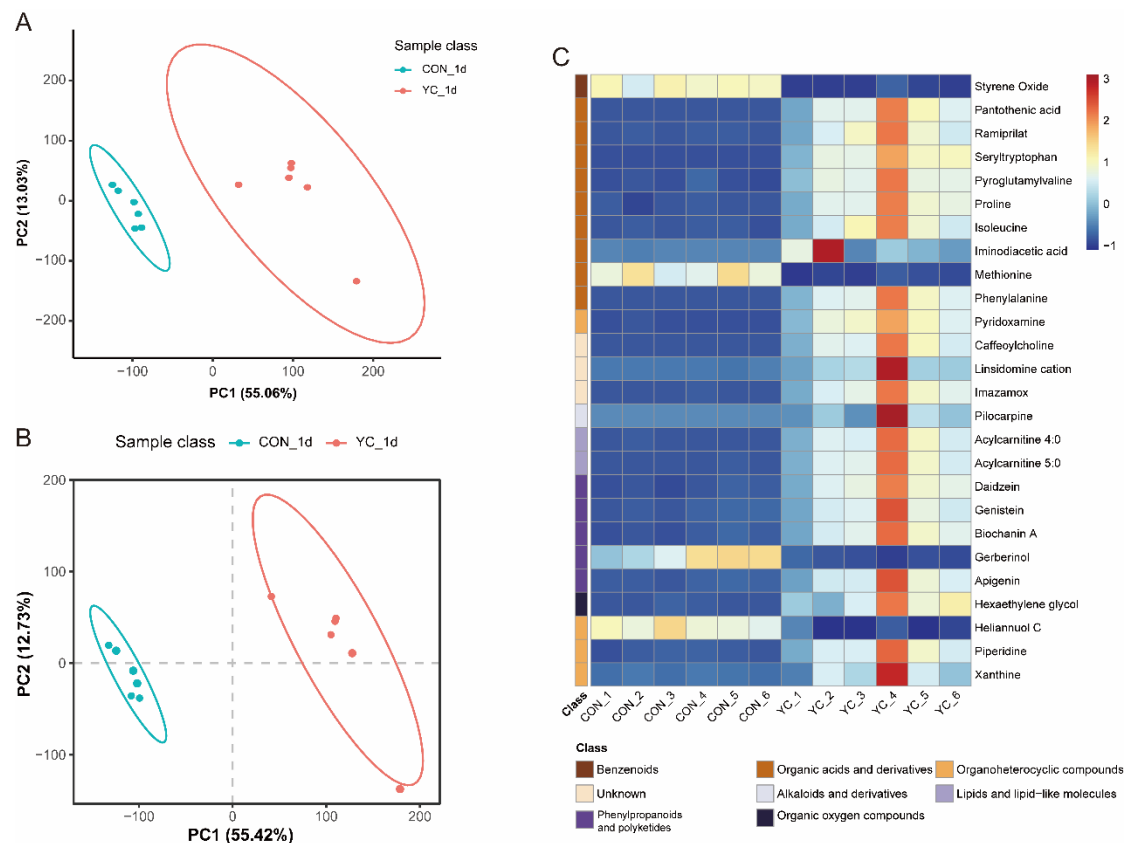 A
Sample class
CON_1d
YC_1d
200
100
0
−100
−200
PC2 (13.03%)
−100
0
100
200
PC1 (55.06%)
B
Sample class
CON_1d
YC_1d
200
100
0
−100
PC2 (12.73%)
−100
0
100
200
PC1 (55.42%)
C
Styrene Oxide
Pantothenic acid
Ramiprilat
Seryltryptophan
Pyroglutamylvaline
Proline
Isoleucine
Iminodiacetic acid
Methionine
Phenylalanine
Pyridoxamine
Caffeoylcholine
Linsidomine cation
Imazamox
Pilocarpine
Acylcarnitine 4:0
Acylcarnitine 5:0
Daidzein
Genistein
Biochanin A
Gerberinol
Apigenin
Hexaethylene glycol
Heliannuol C
Piperidine
Xanthine
3
2
1
0
−1
Class
CON_1
CON_2
CON_3
CON_4
CON_5
CON_6
YC_1
YC_2
YC_3
YC_4
YC_5
YC_6
Class
Benzenoids
Unknown
Phenylpropanoids
and polyketides
Organic acids and derivatives
Alkaloids and derivatives
Organic oxygen compounds
Organoheterocyclic compounds
Lipids and lipid−like molecules